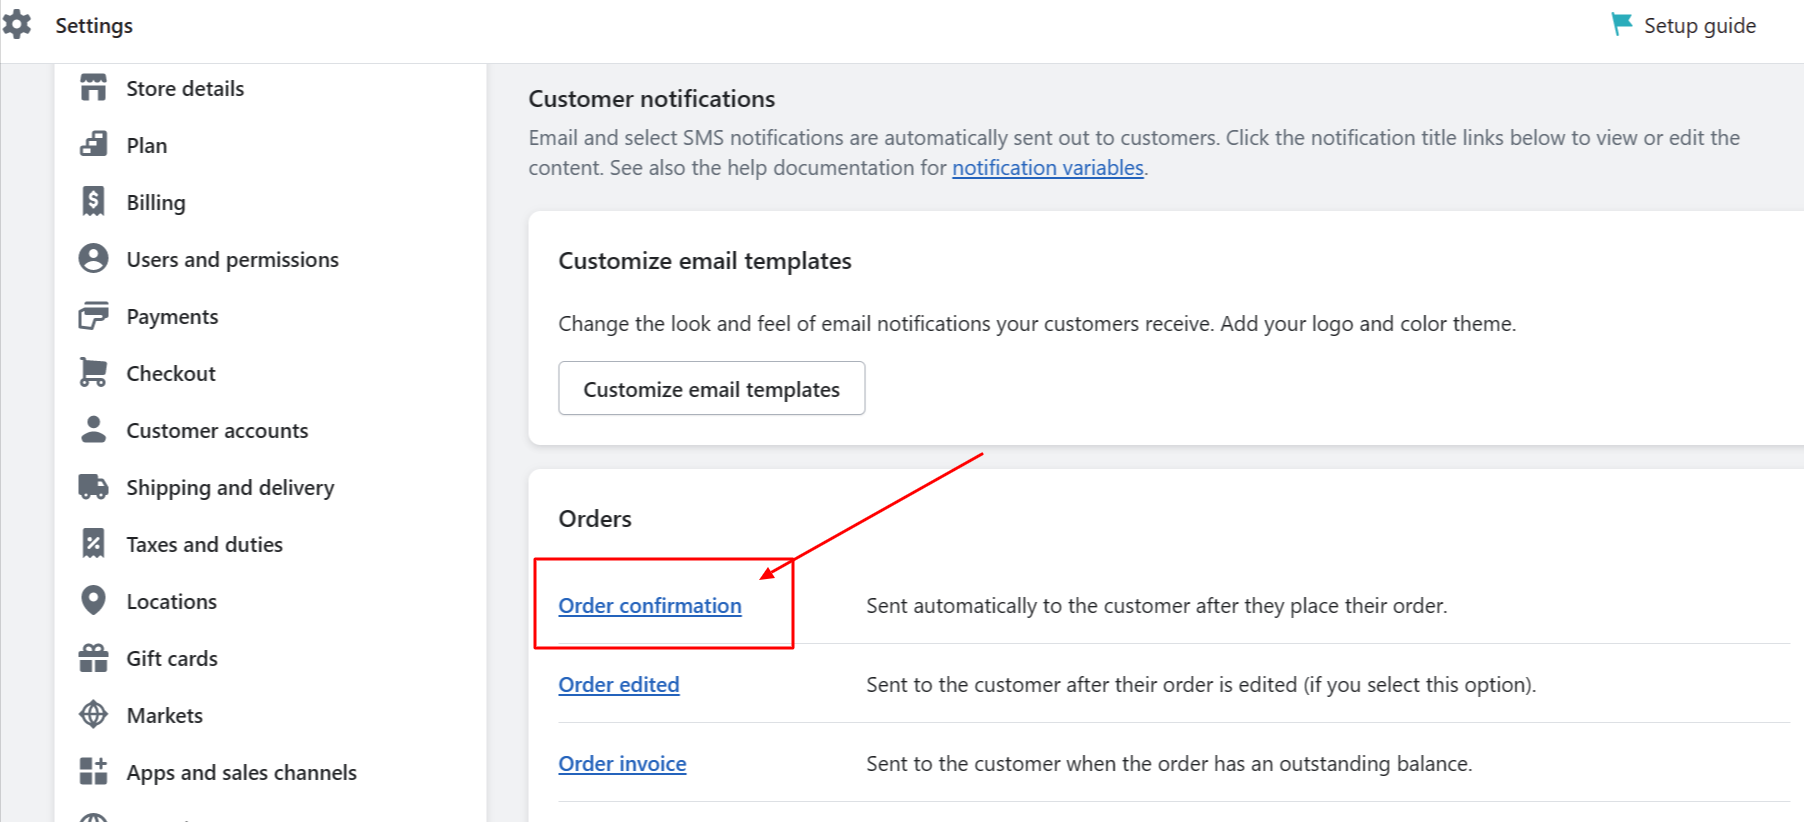 Settings
Setup guide
Store details
Plan
Billing
Users and permissions
Payments
Checkout
Customer accounts
Shipping and delivery
Taxes and duties
Locations
Gift cards
Markets
Apps and sales channels
Customer notifications
Email and select SMS notifications are automatically sent out to customers. Click the notification title links below to view or edit the
content. See also the help documentation for notification variables.
Customize email templates
Change the look and feel of email notifications your customers receive. Add your logo and color theme.
Customize email templates
Orders
Order confirmation
Sent automatically to the customer after they place their order.
Order edited
Sent to the customer after their order is edited (if you select this option).
Order invoice
Sent to the customer when the order has an outstanding balance.